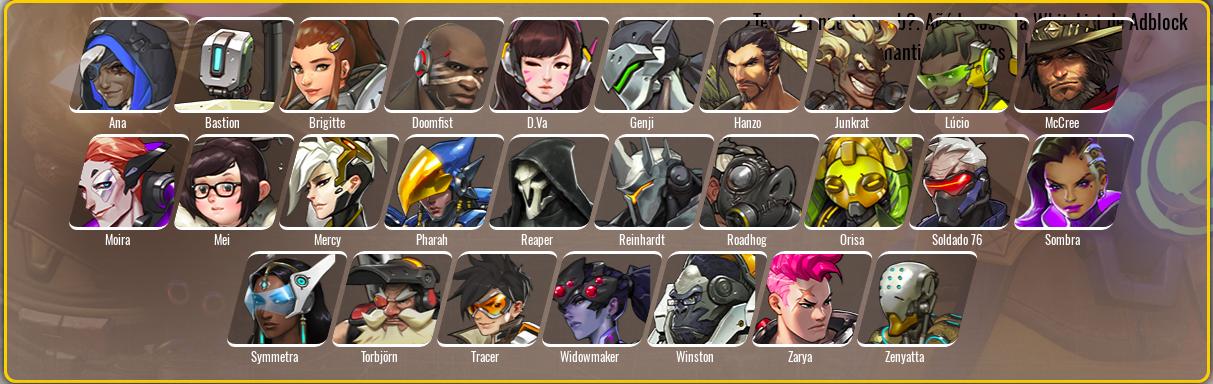 Adblock
Ana Bastion Brigitte Doomfist D.Va Genji Hanzo Junkrat Lúcio McCree
Moira Mei Mercy Pharah Reaper Reinhardt Roadhog Orisa Soldado 76 Sombra
Symmetra Torbjörn Tracer Widowmaker Winston Zarya Zenyatta